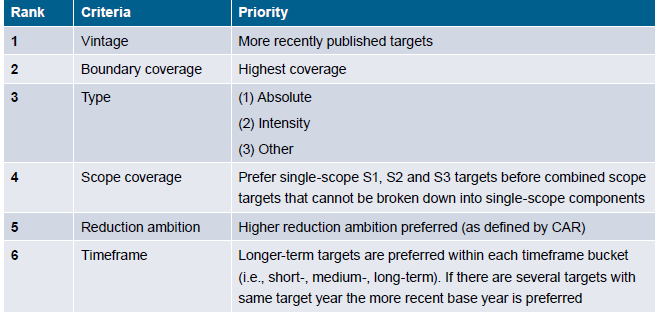 Rank Criteria Priority
1 Vintage More recently published targets
2 Boundary coverage Highest coverage
3 Type (1) Absolute
(2) Intensity
(3) Other
4 Scope coverage Prefer single-scope S1, S2 and S3 targets before combined scope
targets that cannot be broken down into single-scope components
5 Reduction ambition Higher reduction ambition preferred (as defined by CAR)
6 Timeframe Longer-term targets are preferred within each timeframe bucket
(i.e., short-, medium-, long-term). If there are several targets with
same target year the more recent base year is preferred